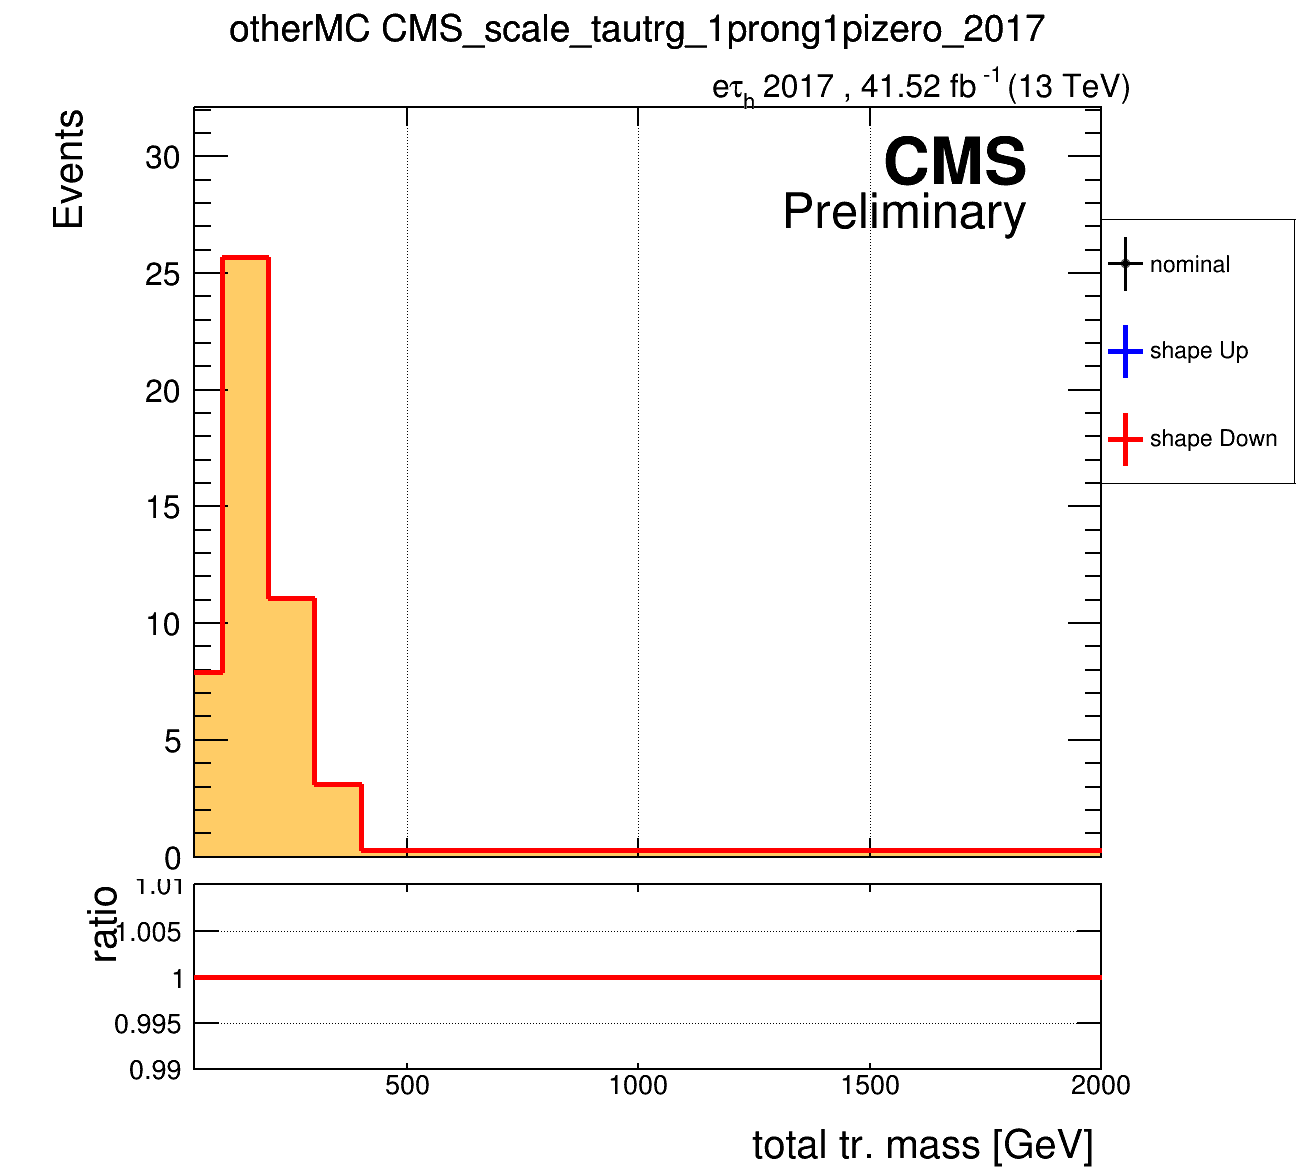 otherMC CMS_scale_tautrg_1prong1pizero_2017
eτh 2017 , 41.52 fb-1 (13 TeV)
Events
CMS
Preliminary
30
25
20
15
10
5
0
nominal
shape Up
shape Down
ratio
1.01
1.005
1
0.995
0.99
500 1000 1500 2000
total tr. mass [GeV]